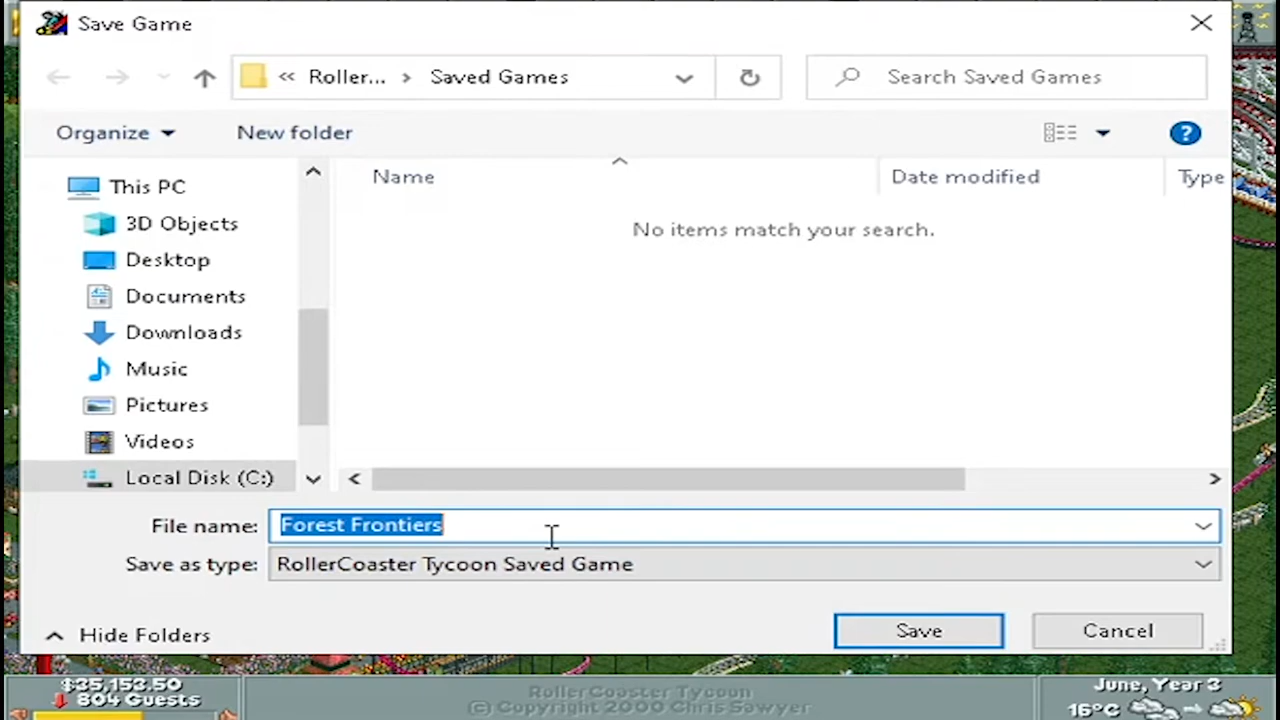 Save Game
« Roller... › Saved Games
Search Saved Games
Organize
New folder
Name
Date modified
Type
This PC
3D Objects
Desktop
Documents
Downloads
Music
Pictures
Videos
Local Disk (C:)
No items match your search.
File name: Forest Frontiers
Save as type: RollerCoaster Tycoon Saved Game
Hide Folders
Save
Cancel
$35,153.50
804 Guests
RollerCoaster Tycoon
© Copyright 2000 Chris Sawyer
June, Year 3
16°C